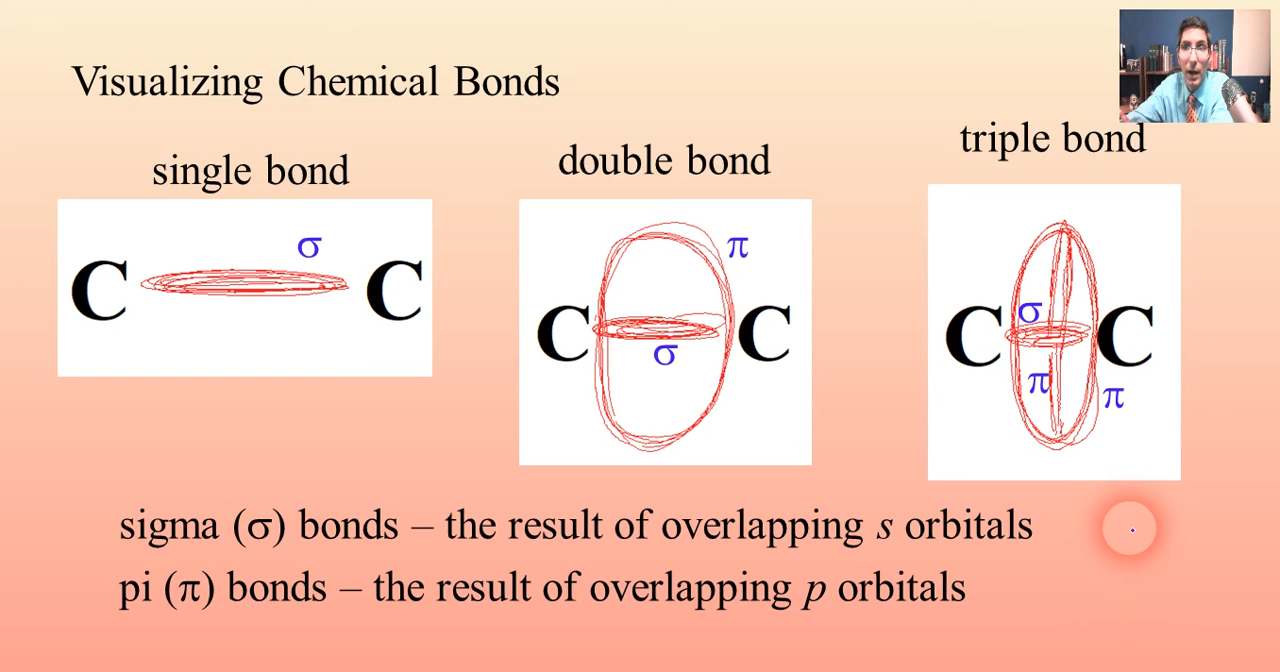 Visualizing Chemical Bonds
single bond
C σ C
double bond
C σ C π
triple bond
C σ π C π
sigma (σ) bonds – the result of overlapping s orbitals
pi (π) bonds – the result of overlapping p orbitals